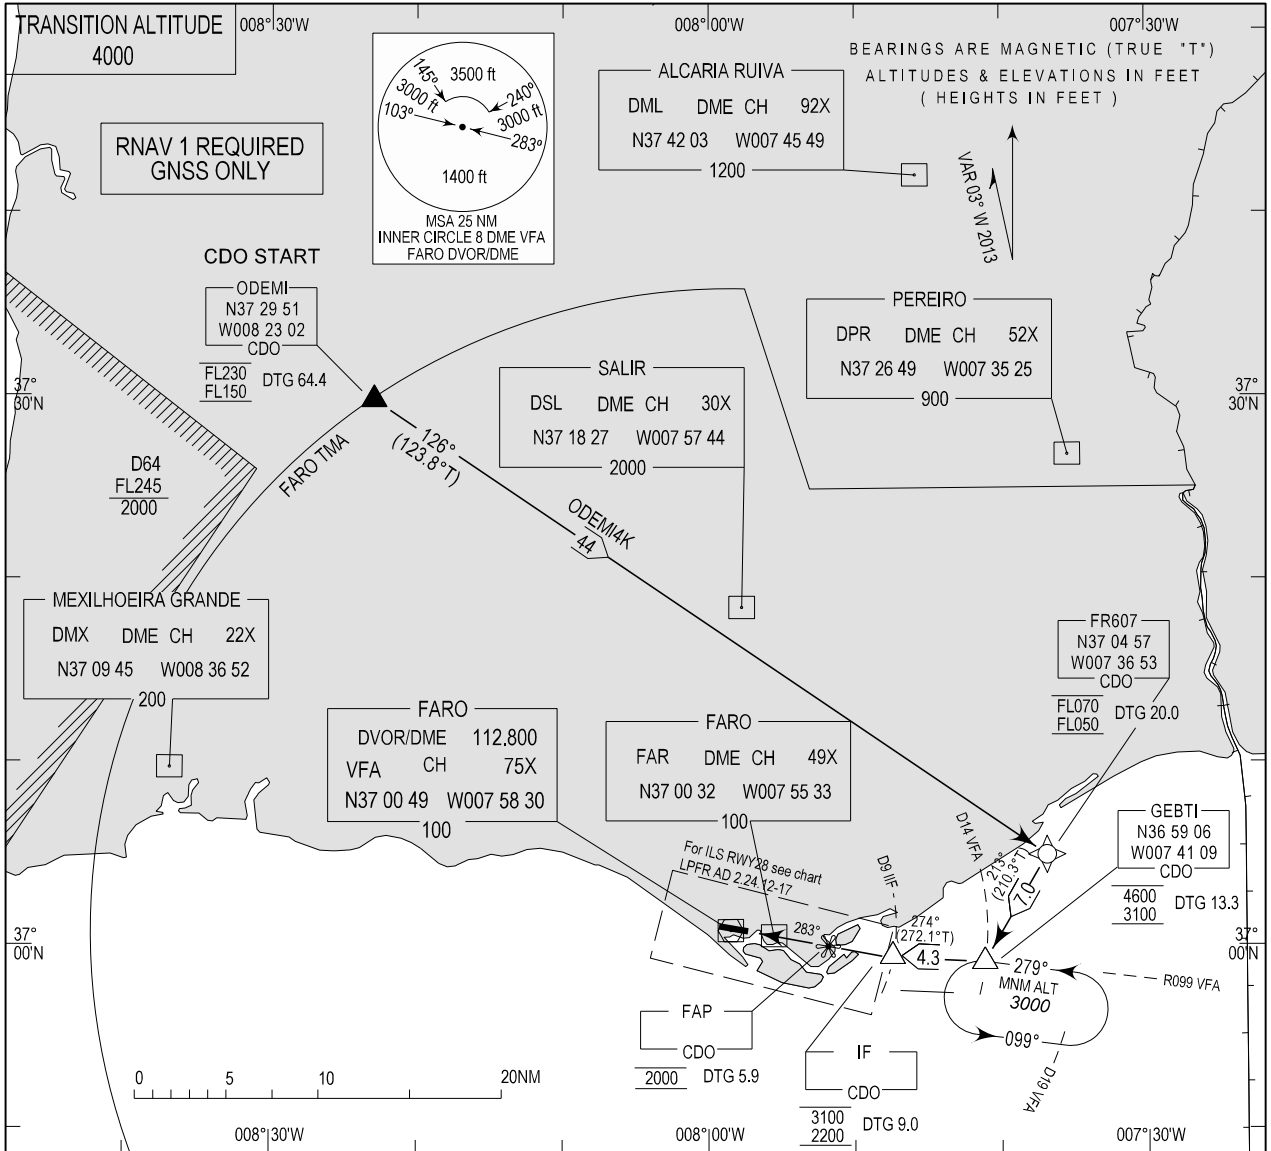 TRANSITION ALTITUDE
4000
008° 30'W
008° 00'W
007° 30'W
RNAV 1 REQUIRED
GNSS ONLY
3500 ft
145°
3000 ft
103°
240°
3000 ft
283°
1400 ft
MSA 25 NM
INNER CIRCLE 8 DME VFA
FARO DVOR/DME
ALCARIA RUIVA
DML DME CH 92X
N37 42 03 W007 45 49
1200
BEARINGS ARE MAGNETIC (TRUE "T")
ALTITUDES & ELEVATIONS IN FEET
( HEIGHTS IN FEET )
VAR 03° W 2013
CDO START
ODEMI
N37 29 51
W008 23 02
CDO
FL230
FL150
DTG 64.4
PEREIRO
DPR DME CH 52X
N37 26 49 W007 35 25
900
SALIR
DSL DME CH 30X
N37 18 27 W007 57 44
2000
37°
30'N
37°
30'N
126°
(123.8°T)
FARO TMA
D64
FL245
2000
ODEMI4K
44
MEXILHOEIRA GRANDE
DMX DME CH 22X
N37 09 45 W008 36 52
200
FR607
N37 04 57
W007 36 53
CDO
FL070
FL050
DTG 20.0
FARO
DVOR/DME 112.800
VFA CH 75X
N37 00 49 W007 58 30
100
FARO
FAR DME CH 49X
N37 00 32 W007 55 33
100
GEBTI
N36 59 06
W007 41 09
CDO
4600
3100
DTG 13.3
For ILS RWY28 see chart
LPFR AD 2.24.12-17
D9 IIF
D14 VFA
213°
(210.3°T)
7.0
37°
00'N
37°
00'N
283°
274°
(272.1°T)
4.3
279°
MNM ALT
3000
099°
R099 VFA
D19 VFA
FAP
CDO
2000
DTG 5.9
IF
CDO
3100
2200
DTG 9.0
0 5 10 20NM
008° 30'W
008° 00'W
007° 30'W